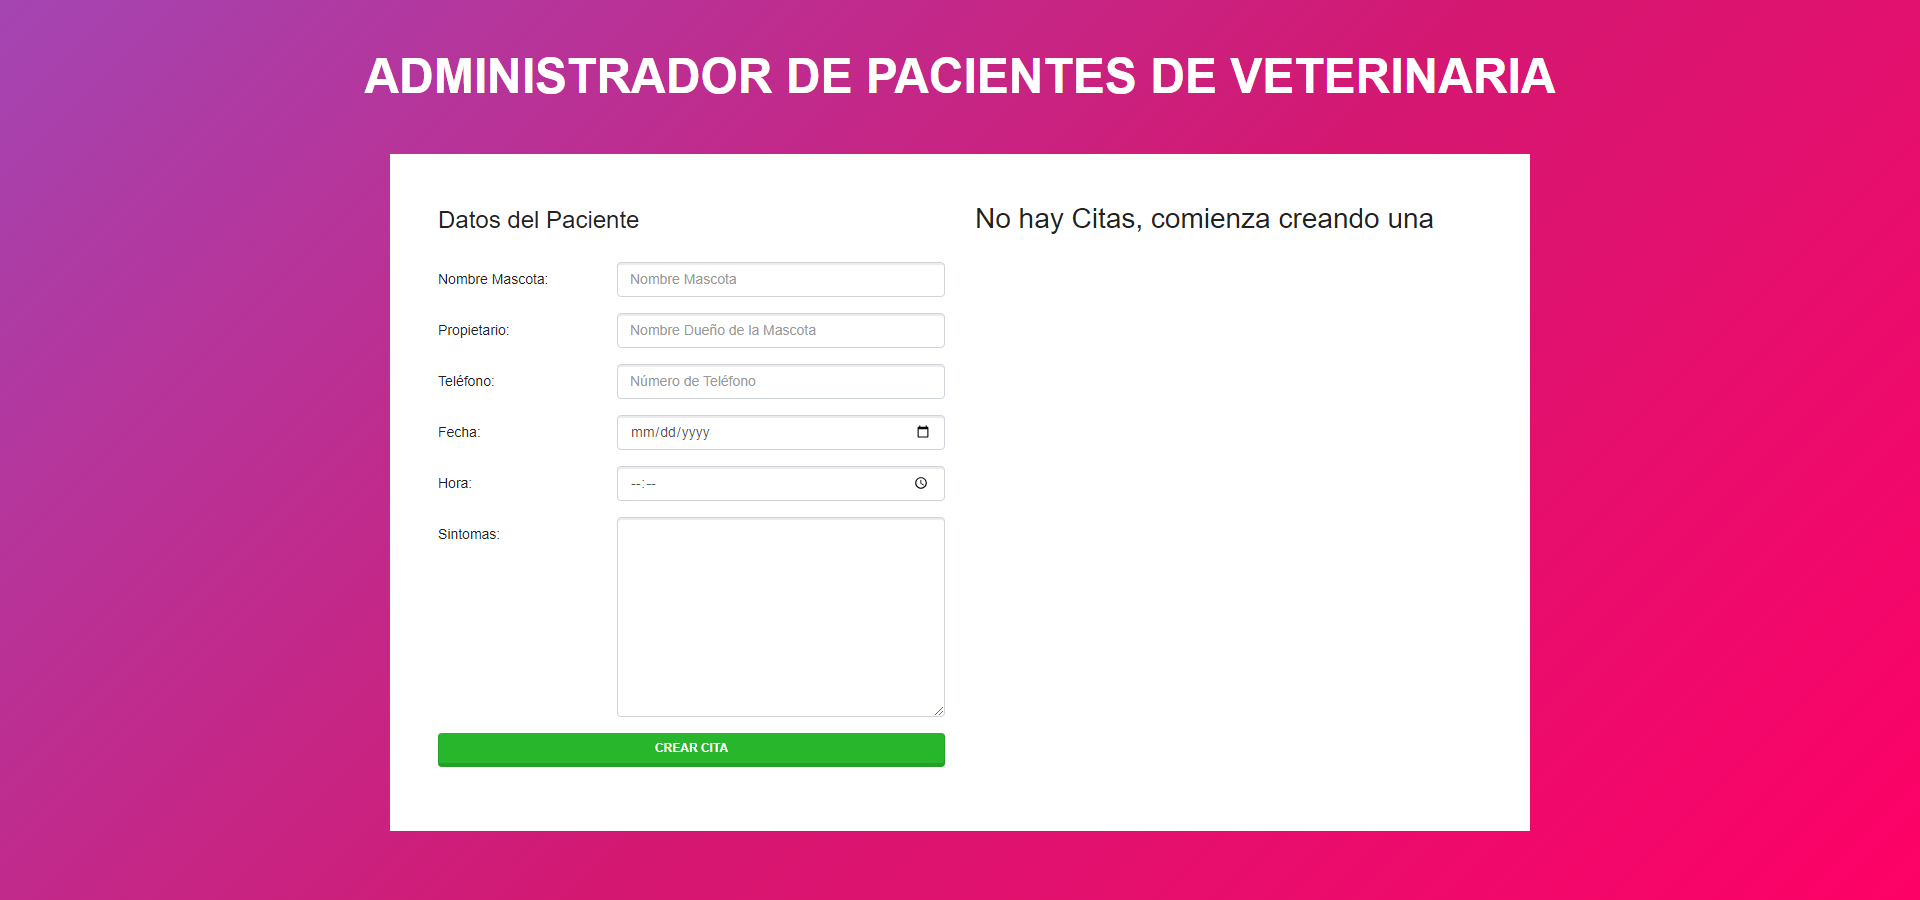 ADMINISTRADOR DE PACIENTES DE VETERINARIA
Datos del Paciente
Nombre Mascota:
Nombre Mascota
Propietario:
Nombre Dueño de la Mascota
Teléfono:
Número de Teléfono
Fecha:
mm/dd/yyyy
Hora:
--:--
Sintomas:
CREAR CITA
No hay Citas, comienza creando una